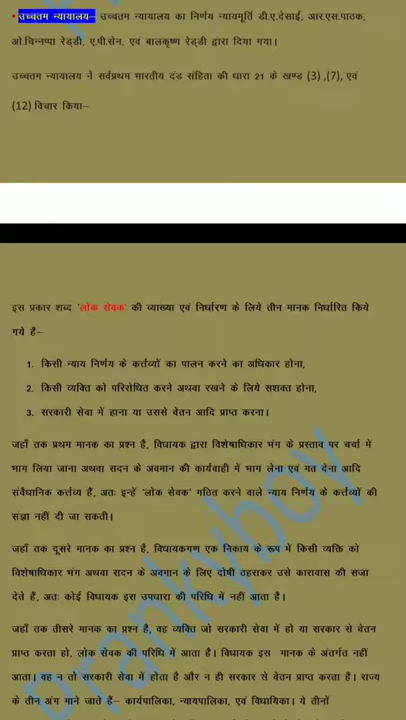 • उच्चतम न्यायालय– उच्चतम न्यायालय का निर्णय न्यायमूर्ति डी.ए.देसाई, आर.एस.पाठक,
ओ.चिन्नप्पा रेड्डी, ए.पी.सेन, एवं बालकृष्ण रेड्डी द्वारा दिया गया।
उच्चतम न्यायालय ने सर्वप्रथम भारतीय दंड संहिता की धारा 21 के खण्ड (3) ,(7), एवं
(12) विचार किया–
इस प्रकार शब्द 'लोक सेवक' की व्याख्या एवं निर्धारण के लिये तीन मानक निर्धारित किये
गये हैं–
1. किसी न्याय निर्णय के कर्त्तव्यों का पालन करने का अधिकार होना,
2. किसी व्यक्ति को परिरोधित करने अथवा रखने के लिये सशक्त होना,
3. सरकारी सेवा में हाना या उससे वेतन आदि प्राप्त करना।
जहाँ तक प्रथम मानक का प्रश्न है, विधायक द्वारा विशेषाधिकार भंग के प्रस्ताव पर चर्चा में
भाग लिया जाना अथवा सदन के अवमान की कार्यवाही में भाग लेना एवं मत देना आदि
संवैधानिक कर्त्तव्य हैं, अतः इन्हें 'लोक सेवक' गठित करने वाले न्याय निर्णय के कर्त्तव्यों की
संज्ञा नहीं दी जा सकती।
जहाँ तक दूसरे मानक का प्रश्न है, विधायकगण एक निकाय के रूप में किसी व्यक्ति को
विशेषाधिकार भंग अथवा सदन के अवमान के लिए दोषी ठहराकर उसे कारावास की सजा
देते हैं, अतः कोई विधायक इस उपधारा की परिधि में नहीं आता है।
जहाँ तक तीसरे मानक का प्रश्न है, वह व्यक्ति जो सरकारी सेवा में हो या सरकार से वेतन
प्राप्त करता हो, लोक सेवक की परिधि में आता है। विधायक इस मानक के अंतर्गत नहीं
आता। वह न तो सरकारी सेवा में होता है और न ही सरकार से वेतन प्राप्त करता है। राज्य
के तीन अंग माने जाते हैं– कार्यपालिका, न्यायपालिका, एवं विधायिका। ये तीनों
prankyboy